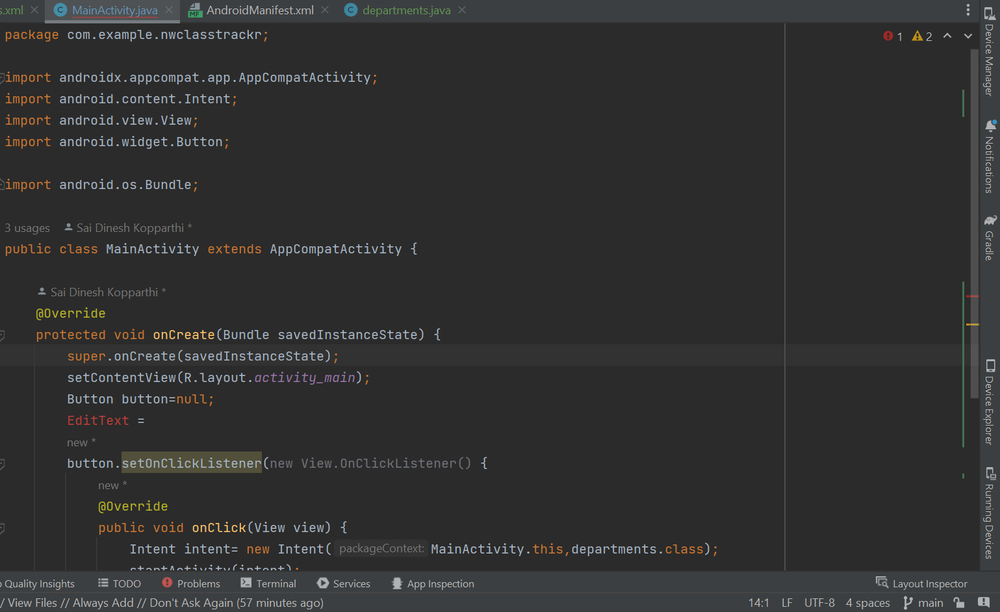 s.xml MainActivity.java MF AndroidManifest.xml C departments.java
package com.example.nwclasstrackr;
1 2
import androidx.appcompat.app.AppCompatActivity;
import android.content.Intent;
import android.view.View;
import android.widget.Button;
import android.os.Bundle;
3 usages Sai Dinesh Kopparthi *
public class MainActivity extends AppCompatActivity {
Sai Dinesh Kopparthi *
@Override
protected void onCreate(Bundle savedInstanceState) {
super.onCreate(savedInstanceState);
setContentView(R.layout.activity_main);
Button button=null;
EditText =
new *
button.setOnClickListener(new View.OnClickListener() {
new *
@Override
public void onClick(View view) {
Intent intent= new Intent( packageContext: MainActivity.this,departments.class);
startActivity(intent);
Device Manager
Notifications
Gradle
Device Explorer
Running Devices
Quality Insights TODO Problems Terminal Services App Inspection Layout Inspector
/ View Files // Always Add // Don't Ask Again (57 minutes ago) 14:1 LF UTF-8 4 spaces main